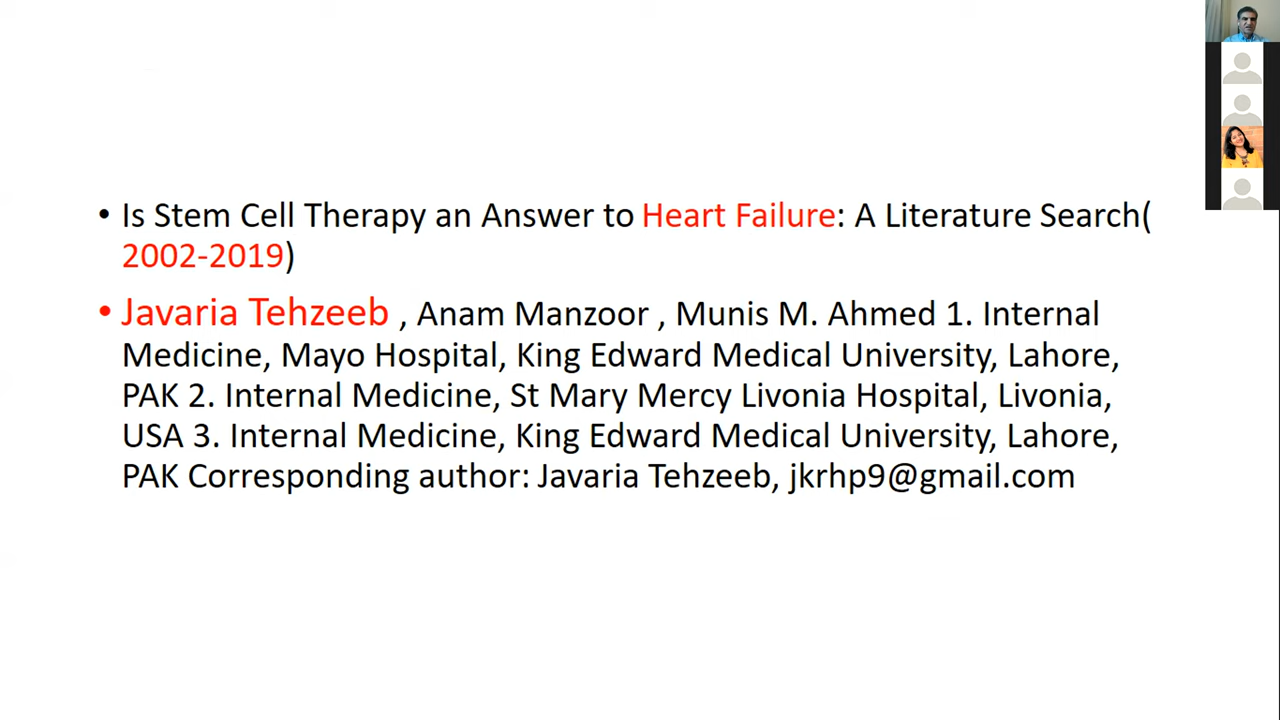 • Is Stem Cell Therapy an Answer to Heart Failure: A Literature Search(
2002-2019)
• Javaria Tehzeeb , Anam Manzoor , Munis M. Ahmed 1. Internal
Medicine, Mayo Hospital, King Edward Medical University, Lahore,
PAK 2. Internal Medicine, St Mary Mercy Livonia Hospital, Livonia,
USA 3. Internal Medicine, King Edward Medical University, Lahore,
PAK Corresponding author: Javaria Tehzeeb, jkrhp9@gmail.com